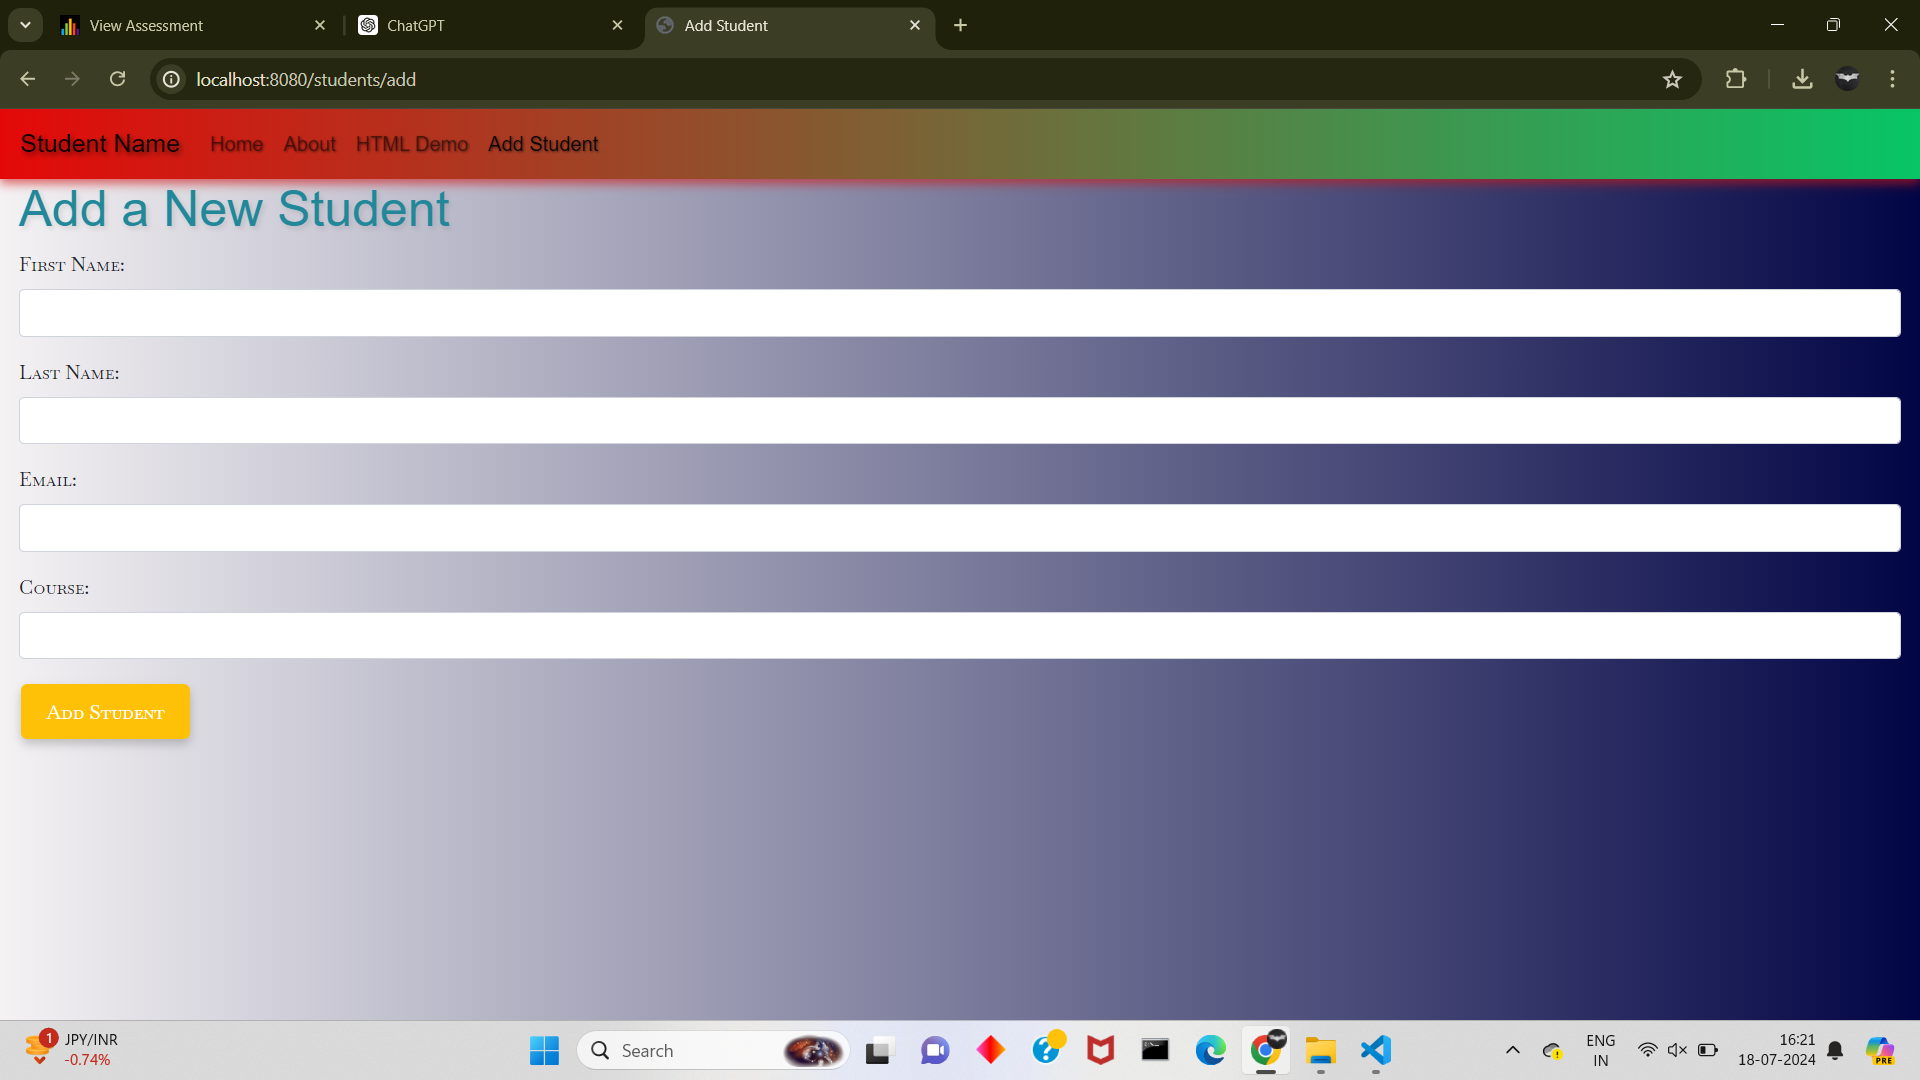 View Assessment
ChatGPT
Add Student
localhost:8080/students/add
Student Name Home About HTML Demo Add Student
Add a New Student
First Name:
Last Name:
Email:
Course:
Add Student
1
JPY/INR
-0.74%
Search
ENG
IN
16:21
18-07-2024
PRE